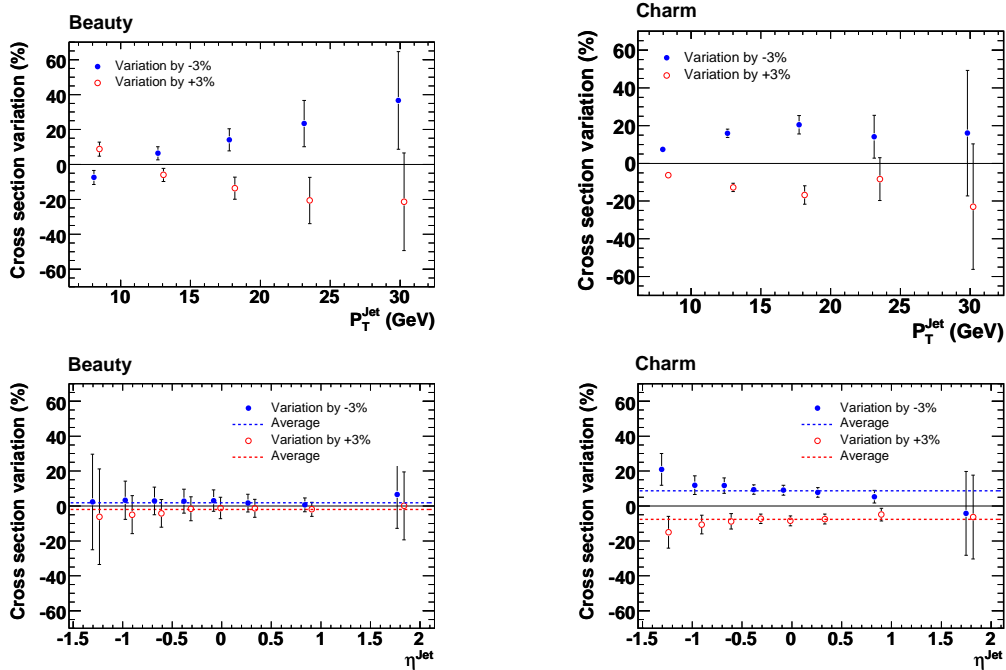 Beauty
Cross section variation (%)
60
40
20
0
-20
-40
-60
Variation by -3%
Variation by +3%
10
15
20
25
30
P_T^Jet (GeV)
Charm
Cross section variation (%)
60
40
20
0
-20
-40
-60
Variation by -3%
Variation by +3%
10
15
20
25
30
P_T^Jet (GeV)
Beauty
Cross section variation (%)
60
40
20
0
-20
-40
-60
Variation by -3%
Average
Variation by +3%
Average
-1.5
-1
-0.5
0
0.5
1
1.5
2
η^Jet
Charm
Cross section variation (%)
60
40
20
0
-20
-40
-60
Variation by -3%
Average
Variation by +3%
Average
-1.5
-1
-0.5
0
0.5
1
1.5
2
η^Jet